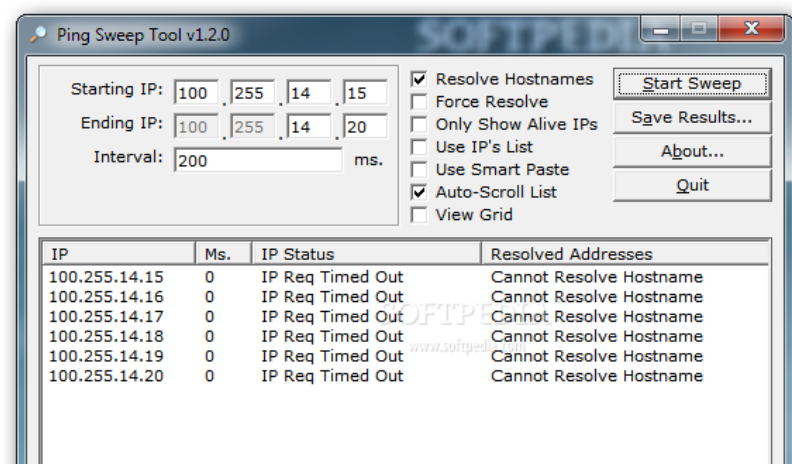 SOFTPEDIA
Ping Sweep Tool v1.2.0
Starting IP: 100 . 255 . 14 . 15
Ending IP: 100 . 255 . 14 . 20
Interval: 200 ms.
Resolve Hostnames
Force Resolve
Only Show Alive IPs
Use IP's List
Use Smart Paste
Auto-Scroll List
View Grid
Start Sweep
Save Results...
About...
Quit
IP Ms. IP Status Resolved Addresses
100.255.14.15 0 IP Req Timed Out Cannot Resolve Hostname
100.255.14.16 0 IP Req Timed Out Cannot Resolve Hostname
100.255.14.17 0 IP Req Timed Out Cannot Resolve Hostname
100.255.14.18 0 IP Req Timed Out Cannot Resolve Hostname
100.255.14.19 0 IP Req Timed Out Cannot Resolve Hostname
100.255.14.20 0 IP Req Timed Out Cannot Resolve Hostname
SOFTPEDIA
www.softpedia.com